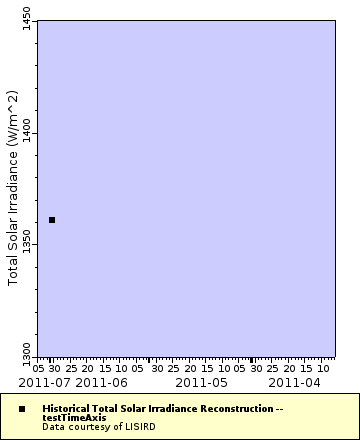 1450
1400
1350
1300
Total Solar Irradiance (W/m^2)
05 30 25 20 15 10 05 30 25 20 15 10 05 30 25 20 15 10
2011-07 2011-06 2011-05 2011-04
Historical Total Solar Irradiance Reconstruction --
testTimeAxis
Data courtesy of LISIRD